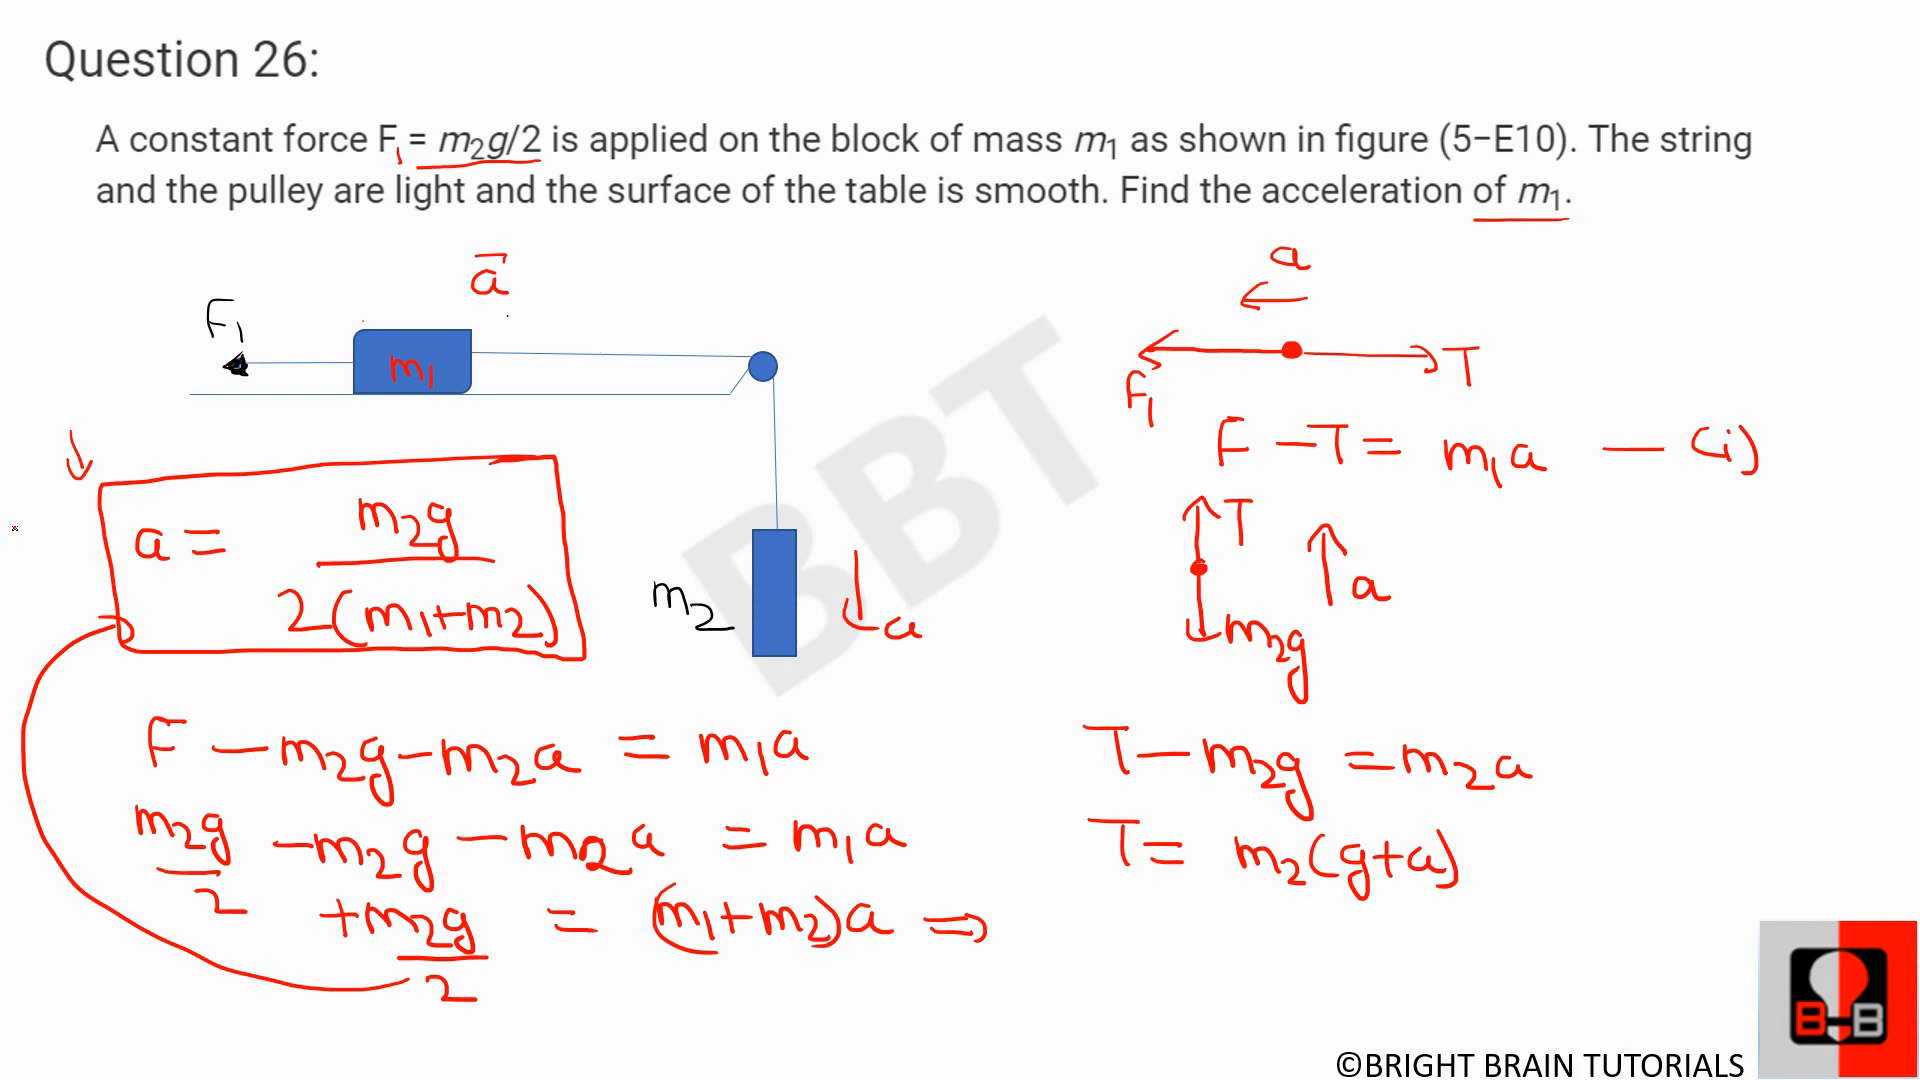 Question 26:
A constant force F₁ = m₂g/2 is applied on the block of mass m₁ as shown in figure (5−E10). The string
and the pulley are light and the surface of the table is smooth. Find the acceleration of m₁.
a
a
F₁
m₁
F₁
T
F − T = m₁a — (i)
T
a
m₂g
a = m₂g / 2(m₁+m₂)
m₂
a
F − m₂g − m₂a = m₁a
m₂g/2 − m₂g − m₂a = m₁a
+m₂g/2 = (m₁+m₂)a ⇒
T − m₂g = m₂a
T = m₂(g+a)
BBT
B B
©BRIGHT BRAIN TUTORIALS